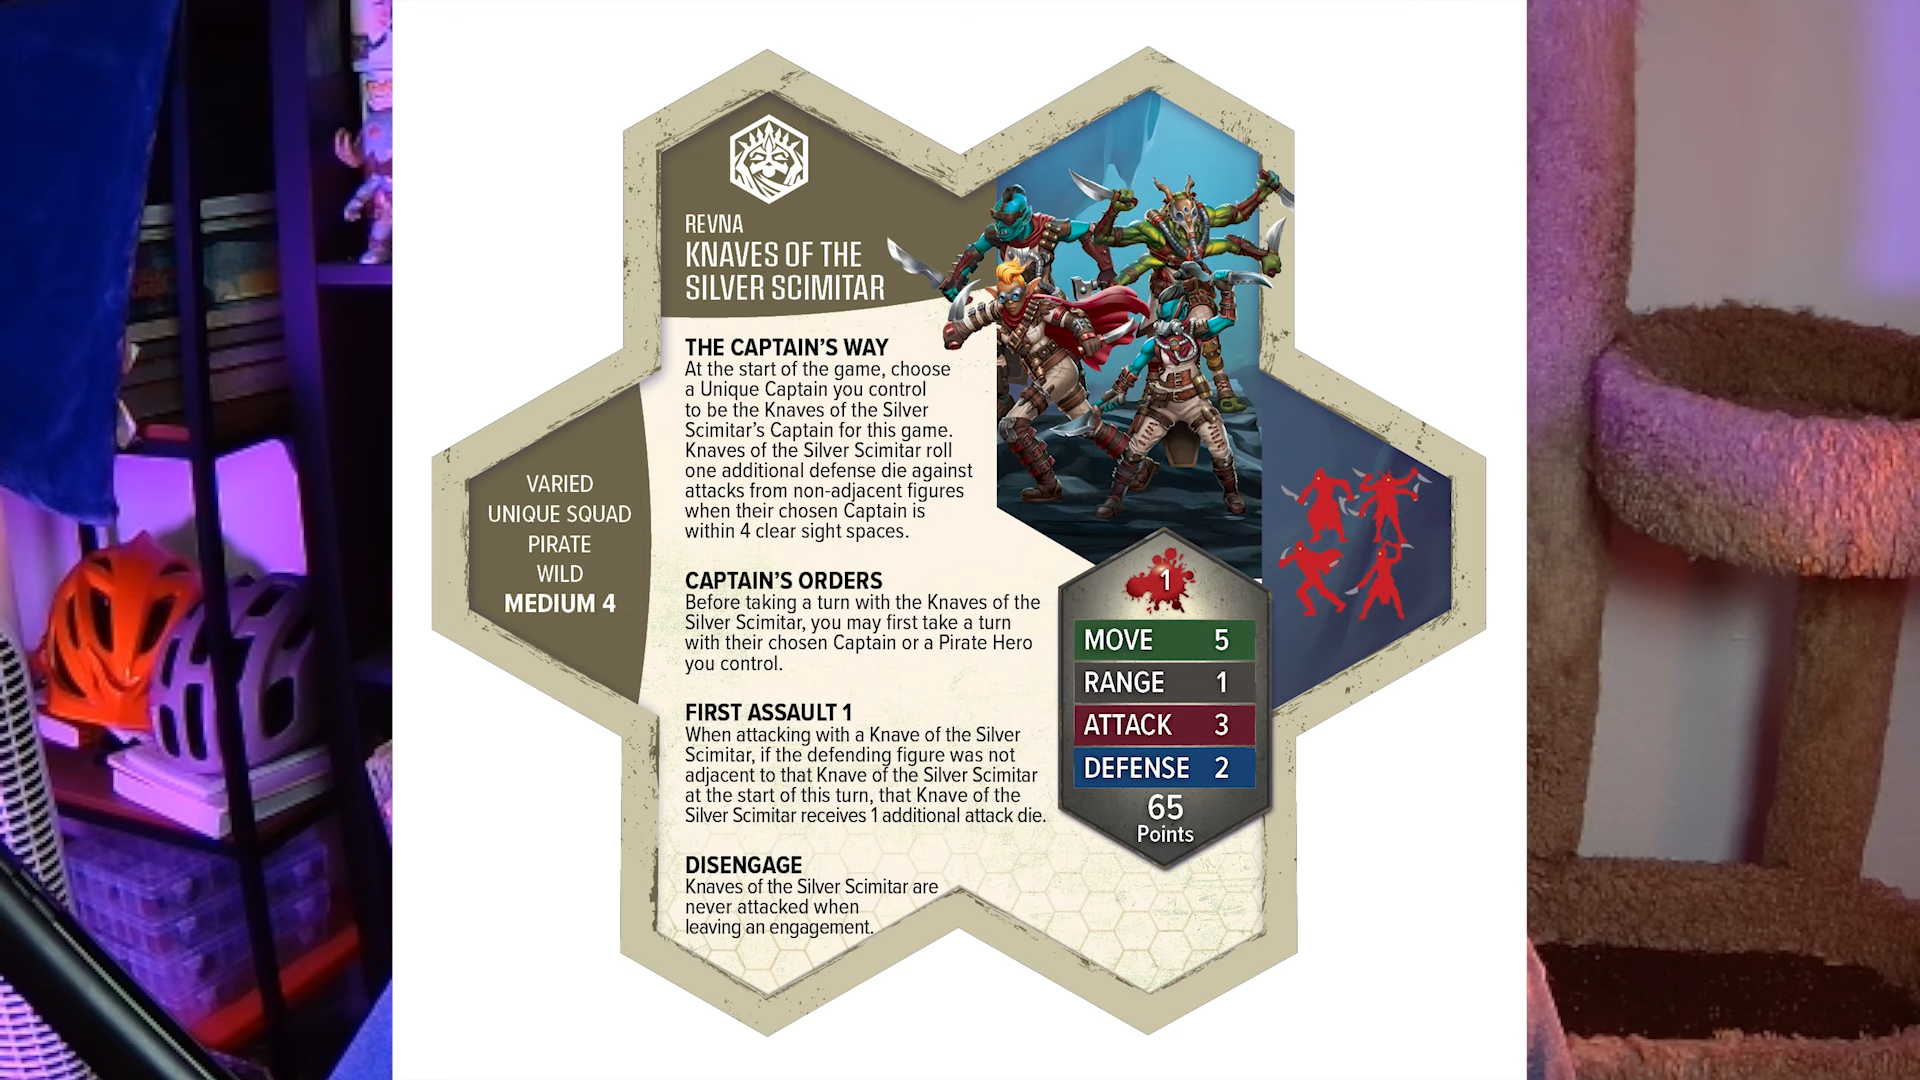 REVNA
KNAVES OF THE
SILVER SCIMITAR
THE CAPTAIN'S WAY
At the start of the game, choose
a Unique Captain you control
to be the Knaves of the Silver
Scimitar's Captain for this game.
Knaves of the Silver Scimitar roll
one additional defense die against
attacks from non-adjacent figures
when their chosen Captain is
within 4 clear sight spaces.
CAPTAIN'S ORDERS
Before taking a turn with the Knaves of the
Silver Scimitar, you may first take a turn
with their chosen Captain or a Pirate Hero
you control.
FIRST ASSAULT 1
When attacking with a Knave of the Silver
Scimitar, if the defending figure was not
adjacent to that Knave of the Silver Scimitar
at the start of this turn, that Knave of the
Silver Scimitar receives 1 additional attack die.
DISENGAGE
Knaves of the Silver Scimitar are
never attacked when
leaving an engagement.
VARIED
UNIQUE SQUAD
PIRATE
WILD
MEDIUM 4
1
MOVE 5
RANGE 1
ATTACK 3
DEFENSE 2
65
Points